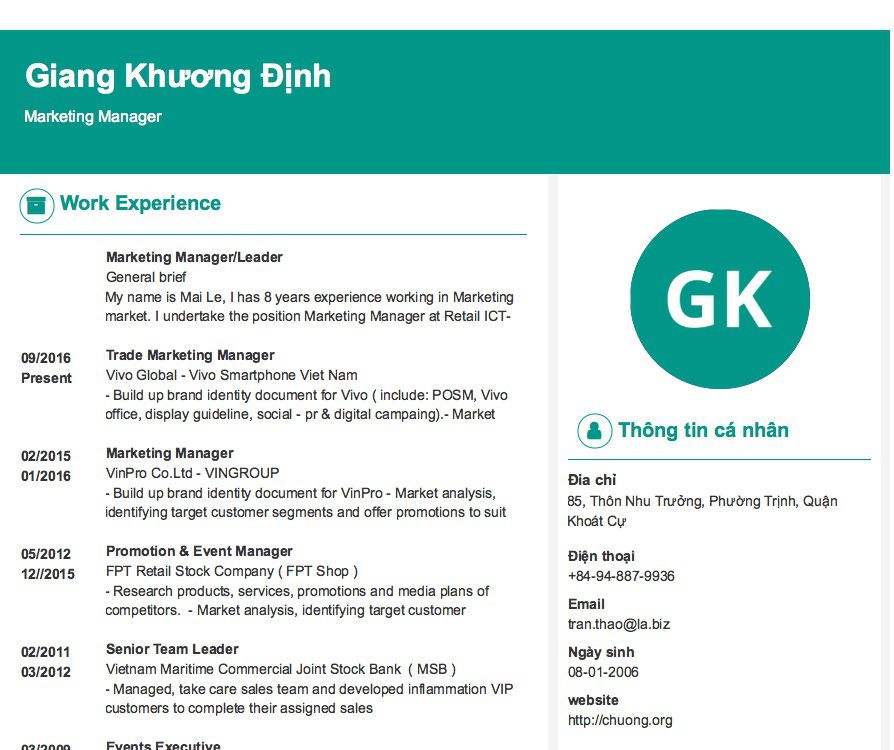 Giang Khương Định
Marketing Manager
Work Experience
Marketing Manager/Leader
General brief
My name is Mai Le, I has 8 years experience working in Marketing
market. I undertake the position Marketing Manager at Retail ICT-
09/2016
Present
Trade Marketing Manager
Vivo Global - Vivo Smartphone Viet Nam
- Build up brand identity document for Vivo ( include: POSM, Vivo
office, display guideline, social - pr & digital campaing).- Market
02/2015
01/2016
Marketing Manager
VinPro Co.Ltd - VINGROUP
- Build up brand identity document for VinPro - Market analysis,
identifying target customer segments and offer promotions to suit
05/2012
12//2015
Promotion & Event Manager
FPT Retail Stock Company ( FPT Shop )
- Research products, services, promotions and media plans of
competitors.  - Market analysis, identifying target customer
02/2011
03/2012
Senior Team Leader
Vietnam Maritime Commercial Joint Stock Bank  ( MSB )
- Managed, take care sales team and developed inflammation VIP
customers to complete their assigned sales
03/2009
Events Executive
GK
Thông tin cá nhân
Đia chỉ
85, Thôn Nhu Trưởng, Phường Trịnh, Quận
Khoát Cự
Điện thoại
+84-94-887-9936
Email
tran.thao@la.biz
Ngày sinh
08-01-2006
website
http://chuong.org